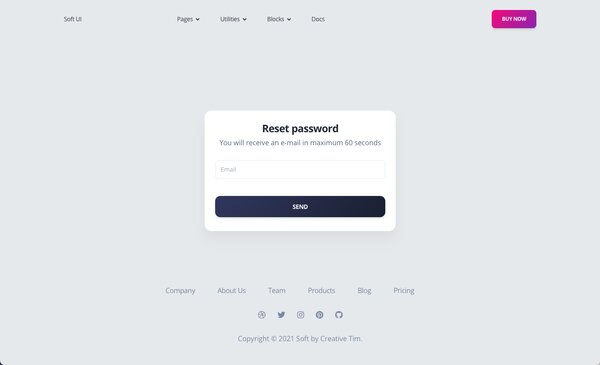 Soft UI Pages Utilities Blocks Docs BUY NOW
Reset password
You will receive an e-mail in maximum 60 seconds
Email
SEND
Company About Us Team Products Blog Pricing
Copyright © 2021 Soft by Creative Tim.